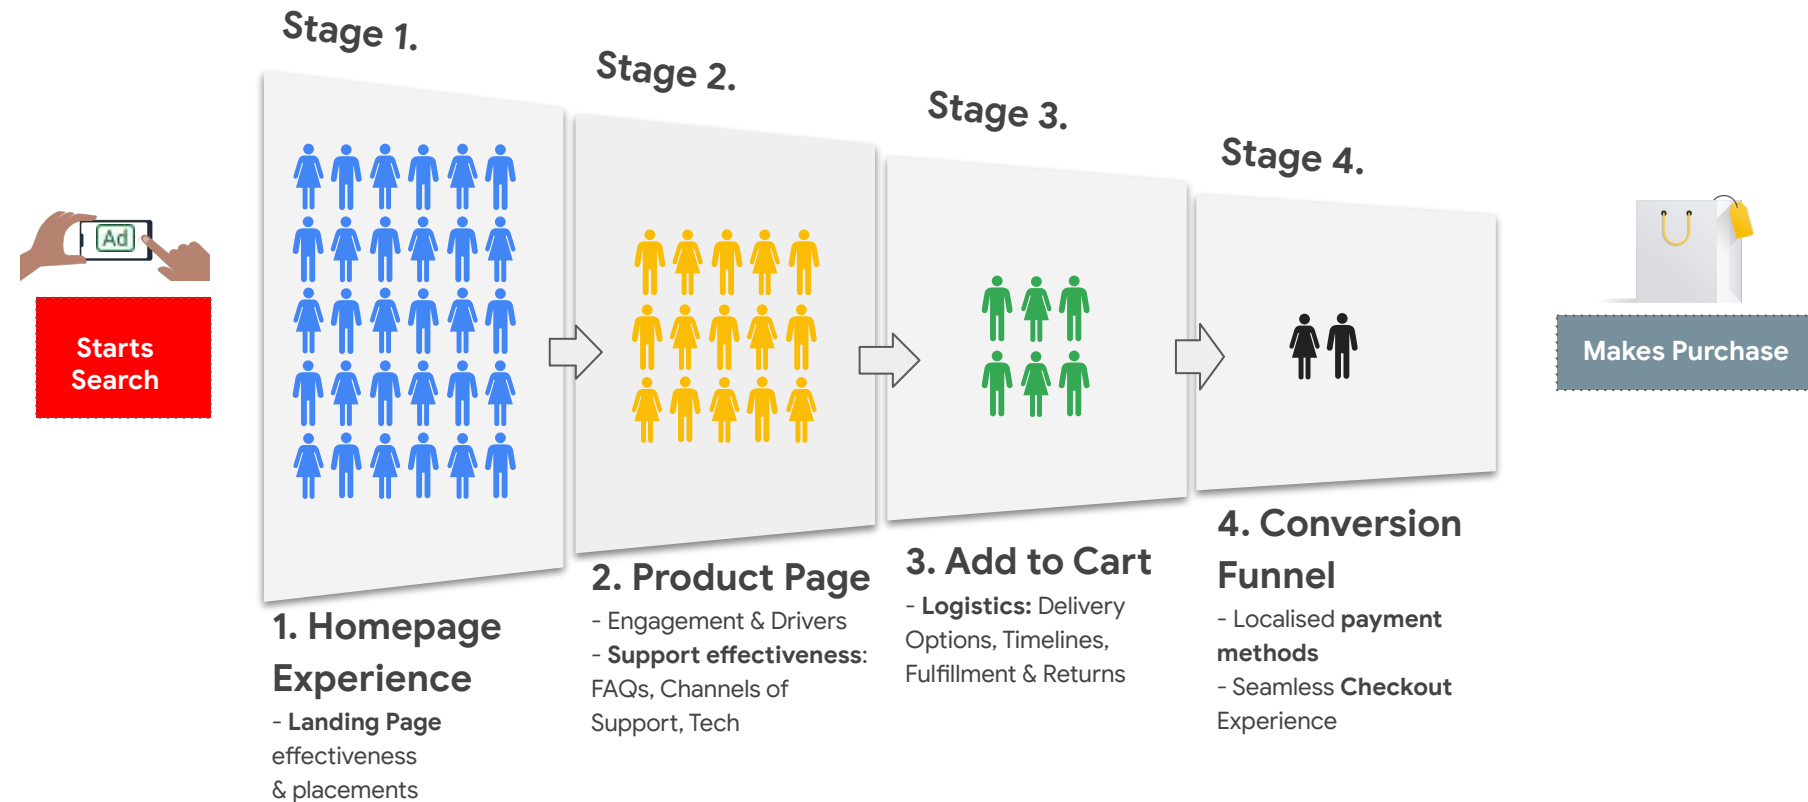 Stage 1.
Stage 2.
Stage 3.
Stage 4.
Ad
Starts
Search
Makes Purchase
1. Homepage
Experience
- Landing Page
effectiveness
& placements
2. Product Page
- Engagement & Drivers
- Support effectiveness:
FAQs, Channels of
Support, Tech
3. Add to Cart
- Logistics: Delivery
Options, Timelines,
Fulfillment & Returns
4. Conversion
Funnel
- Localised payment
methods
- Seamless Checkout
Experience